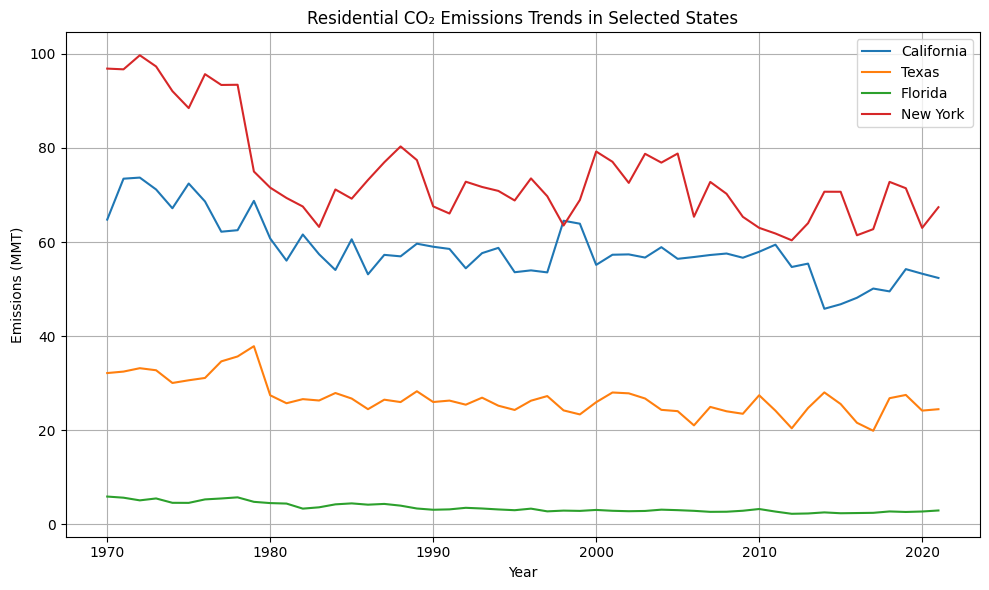 Residential CO₂ Emissions Trends in Selected States
California
Texas
Florida
New York
Emissions (MMT)
100
80
60
40
20
0
1970
1980
1990
2000
2010
2020
Year